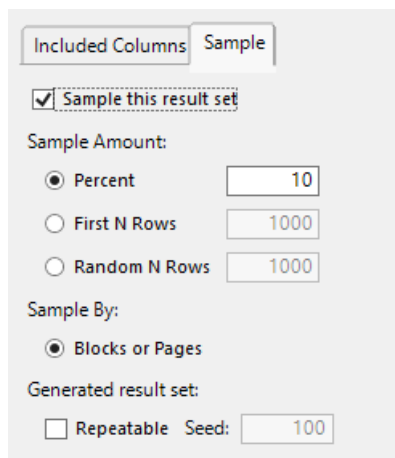 Included Columns Sample
Sample this result set
Sample Amount:
Percent 10
First N Rows 1000
Random N Rows 1000
Sample By:
Blocks or Pages
Generated result set:
Repeatable Seed: 100